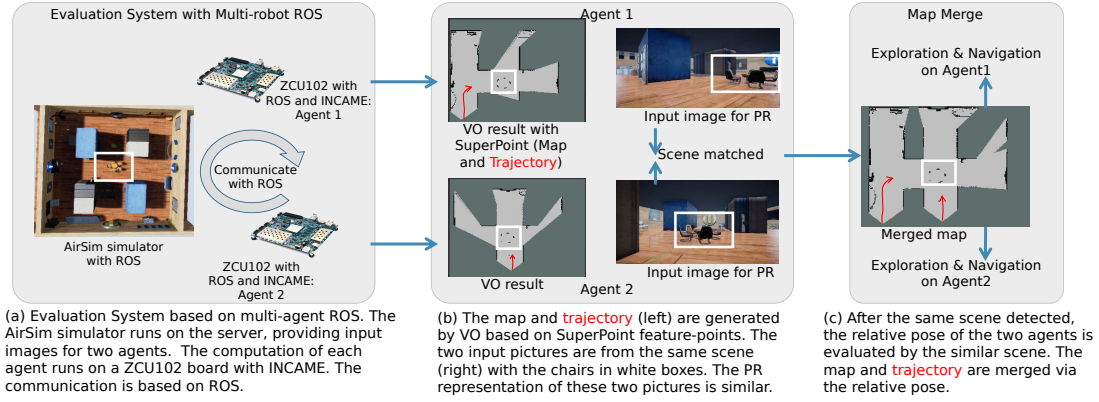 Evaluation System with Multi-robot ROS
ZCU102 with
ROS and INCAME:
Agent 1
Communicate
with ROS
AirSim simulator
with ROS
ZCU102 with
ROS and INCAME:
Agent 2
Agent 1
VO result with
SuperPoint (Map
and Trajectory)
Input image for PR
Scene matched
VO result
Input image for PR
Agent 2
Map Merge
Exploration & Navigation
on Agent1
Merged map
Exploration & Navigation
on Agent2
(a) Evaluation System based on multi-agent ROS. The
AirSim simulator runs on the server, providing input
images for two agents.  The computation of each
agent runs on a ZCU102 board with INCAME. The
communication is based on ROS.
(b) The map and trajectory (left) are generated
by VO based on SuperPoint feature-points. The
two input pictures are from the same scene
(right) with the chairs in white boxes. The PR
representation of these two pictures is similar.
(c) After the same scene detected,
the relative pose of the two agents is
evaluated by the similar scene. The
map and trajectory are merged via
the relative pose.